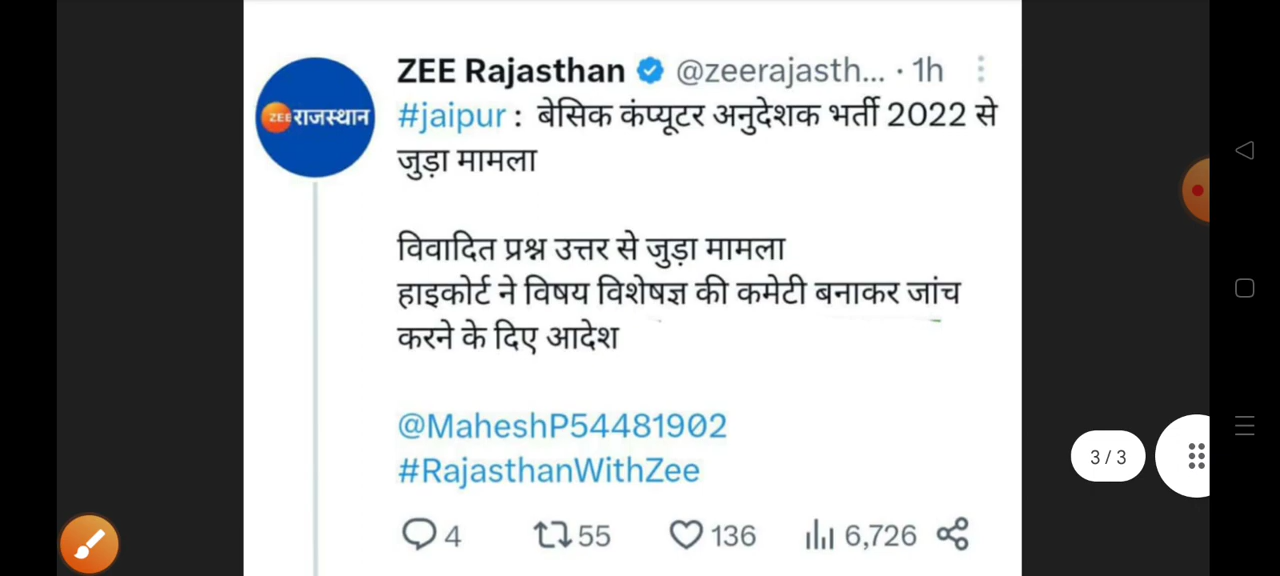 ZEE Rajasthan @zeerajasth... · 1h
ZEE राजस्थान
#jaipur : बेसिक कंप्यूटर अनुदेशक भर्ती 2022 से
जुड़ा मामला
विवादित प्रश्न उत्तर से जुड़ा मामला
हाइकोर्ट ने विषय विशेषज्ञ की कमेटी बनाकर जांच
करने के दिए आदेश
@MaheshP54481902
#RajasthanWithZee
4 55 136 6,726
3 / 3